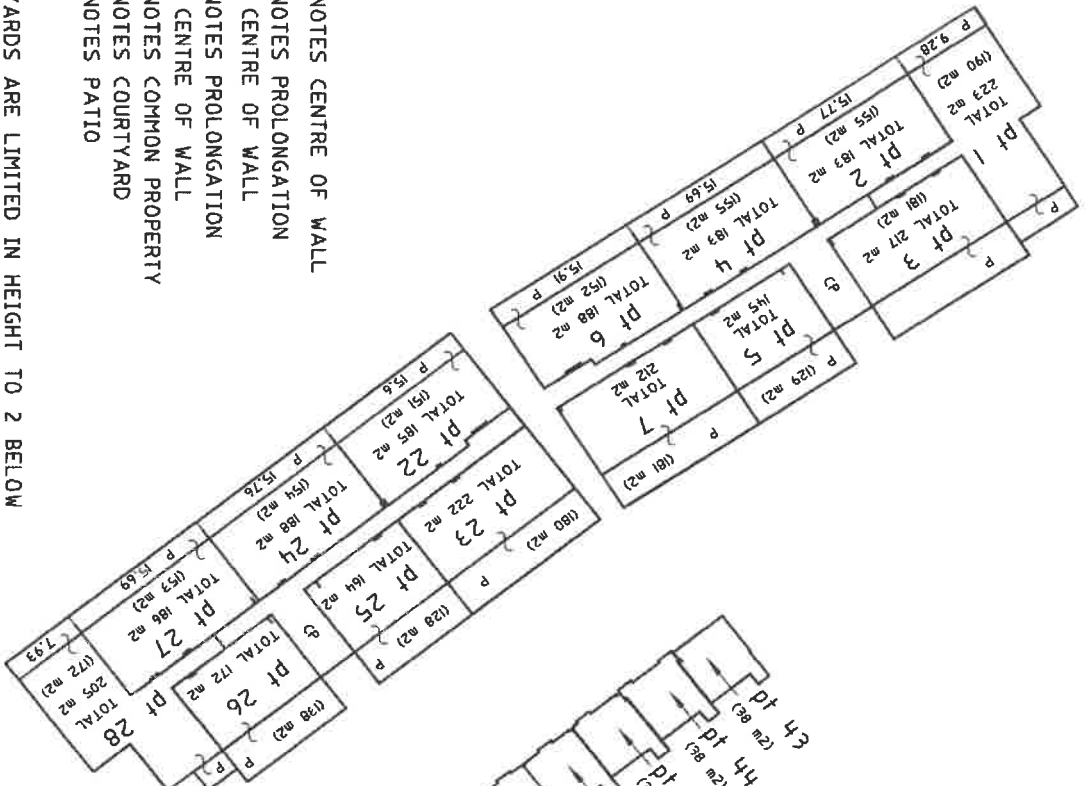 NOTES CENTRE OF WALL
NOTES PROLONGATION
CENTRE OF WALL
NOTES PROLONGATION
CENTRE OF WALL
NOTES COMMON PROPERTY
NOTES COURTYARD
NOTES PATIO
YARDS ARE LIMITED IN HEIGHT TO 2 BELOW
P 9.28
(190 m2)
223 m2
TOTAL
pt 1
P
15.77
P
(155 m2)
TOTAL 183 m2
pt 2
(181 m2)
TOTAL 217 m2
pt 3
P
15.69
P
(155 m2)
TOTAL 183 m2
pt 4
cp
15.91
P
(152 m2)
TOTAL 188 m2
pt 6
145 m2
TOTAL
pt 5
P (129 m2)
212 m2
TOTAL
pt 7
P
(181 m2)
P
15.6
(151 m2)
TOTAL 185 m2
pt 22
TOTAL 222 m2
pt 23
(180 m2)
P
P
15.76
(154 m2)
TOTAL 188 m2
pt 24
TOTAL 164 m2
pt 25
(128 m2)
P
P
15.69
(153 m2)
TOTAL 186 m2
pt 27
cp
TOTAL 172 m2
pt 26
(138 m2)
P
P
7.93
(172 m2)
205 m2
TOTAL
pt 28
P
pt 43
(38 m2)
pt 44
(38 m2)
pt